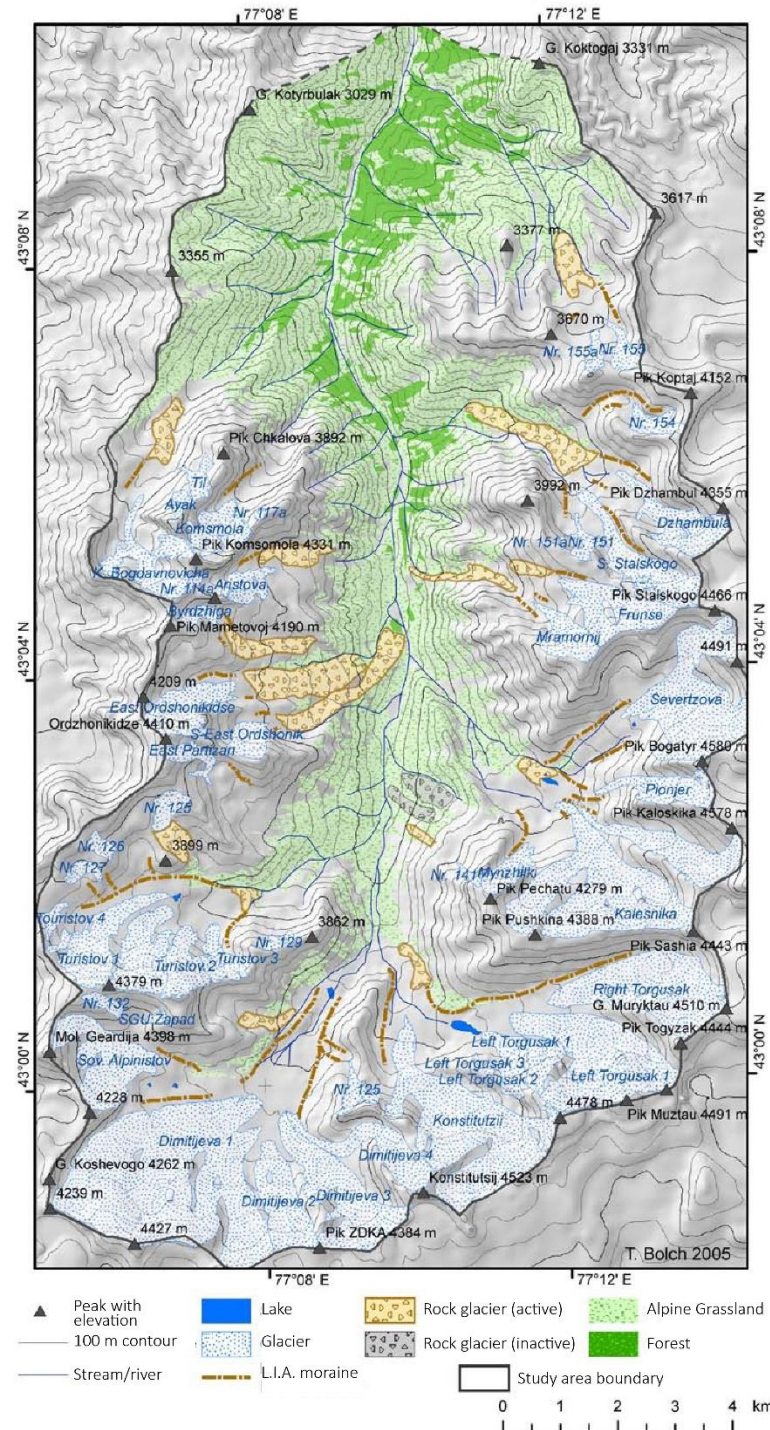 77°08' E
77°12' E
G. Koktogaj 3331 m
G. Kotyrbulak 3029 m
3617 m
43°08' N
43°08' N
3377 m
3355 m
3670 m
Nr. 155a
Nr. 155
Pik Koptaj 4152 m
Nr. 154
Pik Chkalova 3892 m
Til
Ayak
3992 m
Pik Dzhambul 4355 m
Nr. 117a
Dzhambula
Komsmola
Pik Komsomola 4331 m
Nr. 151a
Nr. 151
K. Bogdavnovicha
S. Stalskogo
Nr. 114a
Aristova
Pik Stalskogo 4466 m
Byrdzhiga
Frunse
Pik Mametovoj 4190 m
Mramornij
43°04' N
43°04' N
4491 m
4209 m
Severtzova
East Ordshonikidse
Ordzhonikidze 4410 m
S-East Ordshonik
East Partizan
Pik Bogatyr 4580 m
Pionjer
Nr. 125
Pik Kaloskika 4578 m
Nr. 126
3899 m
Nr. 127
Nr. 141
Mynzhilki
Pik Pechatu 4279 m
Touristov 4
3862 m
Pik Pushkina 4388 m
Kalesnika
Nr. 129
Pik Sashia 4443 m
Touristov 1
Turistov 2
Turistov 3
4379 m
Right Torgusak
Nr. 132
G. Muryktau 4510 m
SGU Zapad
Pik Togyzak 4444 m
Mol. Geardija 4398 m
Left Torgusak 1
43°00' N
43°00' N
Sov. Alpinistov
Left Torgusak 3
Left Torgusak 2
Left Torgusak 1
Nr. 125
4228 m
4478 m
Pik Muztau 4491 m
Konstitutzii
Dimitijeva 1
Dimitijeva 4
G. Koshevogo 4262 m
Konstitutsij 4523 m
4239 m
Dimitijeva 2
Dimitijeva 3
4427 m
Pik ZDKA 4384 m
T. Bolch 2005
77°08' E
77°12' E
Peak with
elevation
Lake
Rock glacier (active)
Alpine Grassland
100 m contour
Glacier
Rock glacier (inactive)
Forest
Stream/river
L.I.A. moraine
Study area boundary
0 1 2 3 4 km